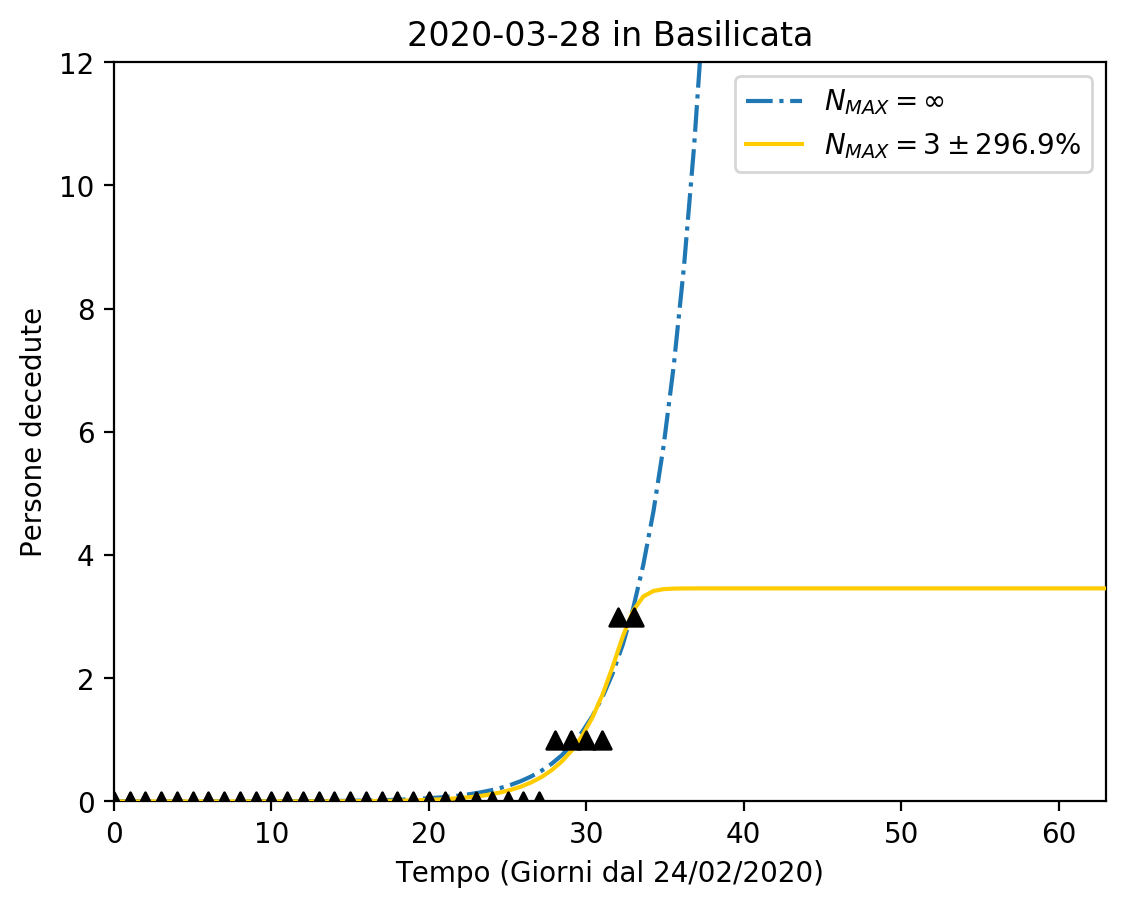 2020-03-28 in Basilicata
N_MAX = ∞
N_MAX = 3 ± 296.9%
12
10
8
6
4
2
0
Persone decedute
0 10 20 30 40 50 60
Tempo (Giorni dal 24/02/2020)